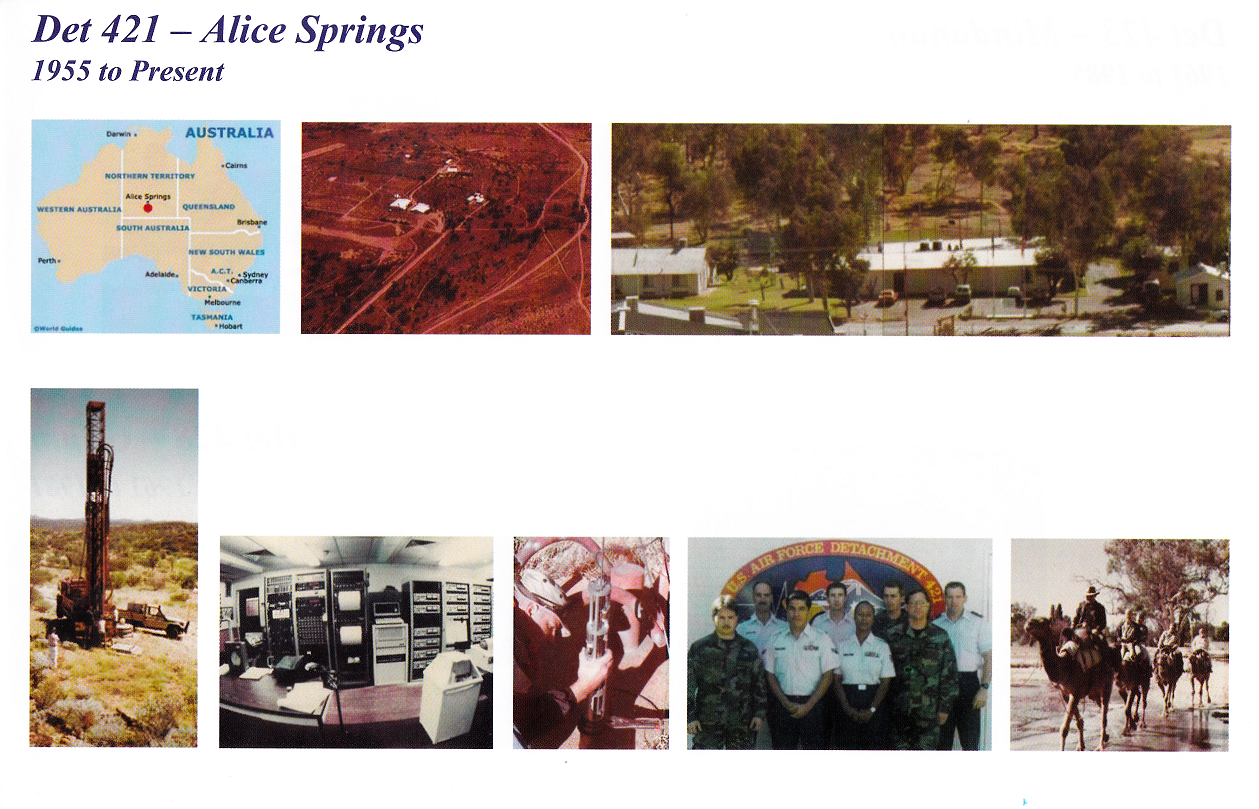 Det 421 – Alice Springs
1955 to Present
AUSTRALIA
Darwin
Cairns
NORTHERN TERRITORY
Alice Springs
WESTERN AUSTRALIA
QUEENSLAND
SOUTH AUSTRALIA
Brisbane
NEW SOUTH WALES
Perth
Adelaide
A.C.T.
Sydney
Canberra
VICTORIA
Melbourne
TASMANIA
Hobart
©World Guides
U.S. AIR FORCE DETACHMENT 421